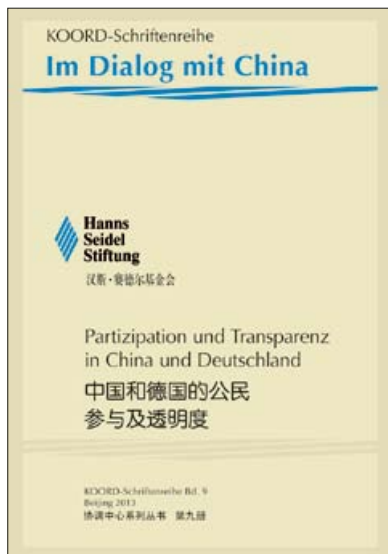 KOORD-Schriftenreihe
Im Dialog mit China
Hanns
Seidel
Stiftung
汉斯·赛德尔基金会
Partizipation und Transparenz
in China und Deutschland
中国和德国的公民
参与及透明度
KOORD-Schriftenreihe Bd. 9
Beijing 2013
协调中心系列丛书 第九册